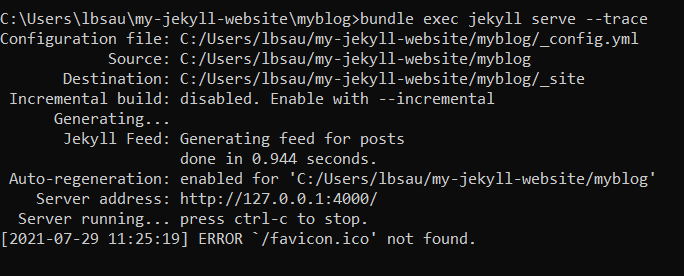 C:\Users\lbsau\my-jekyll-website\myblog>bundle exec jekyll serve --trace
Configuration file: C:/Users/lbsau/my-jekyll-website/myblog/_config.yml
Source: C:/Users/lbsau/my-jekyll-website/myblog
Destination: C:/Users/lbsau/my-jekyll-website/myblog/_site
Incremental build: disabled. Enable with --incremental
Generating...
Jekyll Feed: Generating feed for posts
done in 0.944 seconds.
Auto-regeneration: enabled for 'C:/Users/lbsau/my-jekyll-website/myblog'
Server address: http://127.0.0.1:4000/
Server running... press ctrl-c to stop.
[2021-07-29 11:25:19] ERROR `/favicon.ico' not found.